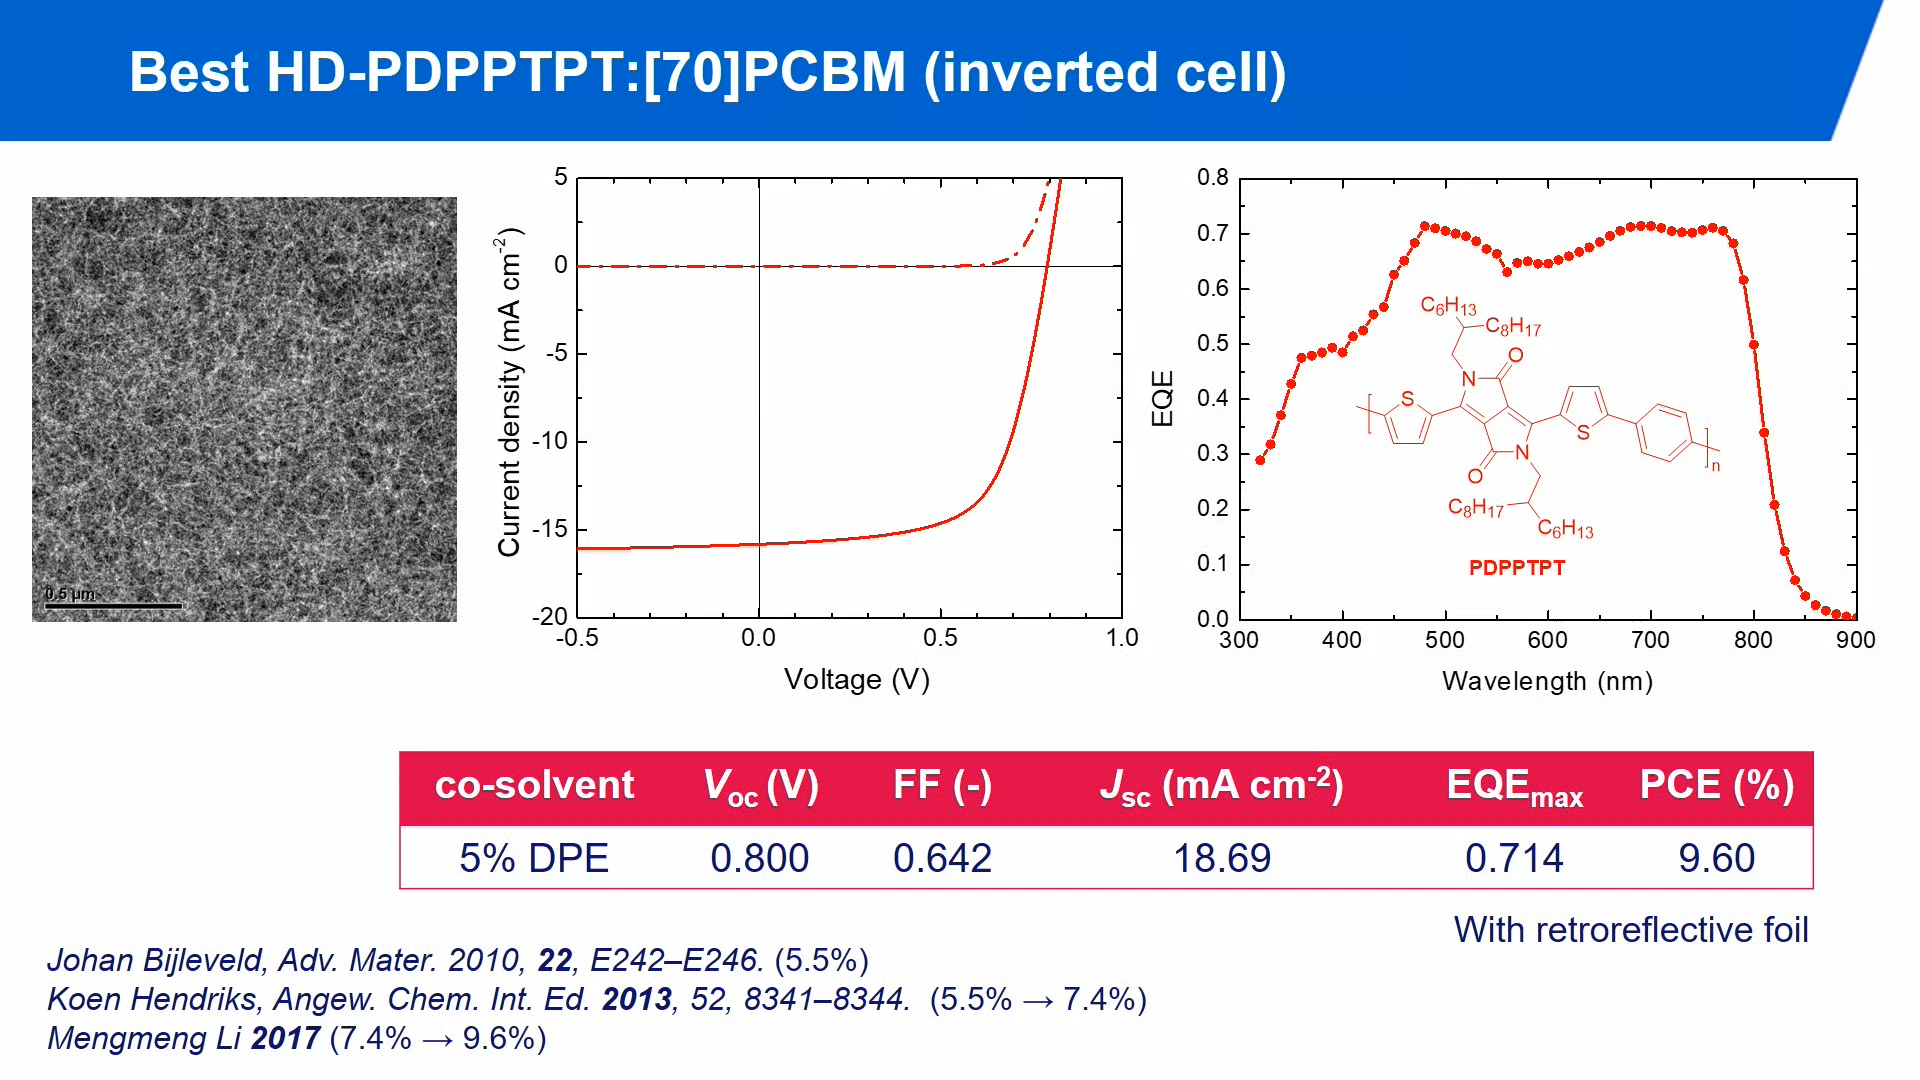 Best HD-PDPPTPT:[70]PCBM (inverted cell)
0.5 µm
5
0
-5
-10
-15
-20
-0.5 0.0 0.5 1.0
Current density (mA cm-2)
Voltage (V)
0.8
0.7
0.6
0.5
0.4
0.3
0.2
0.1
0.0
300 400 500 600 700 800 900
EQE
Wavelength (nm)
C6H13
C8H17
O
N
S
S
N
O
n
C8H17
C6H13
PDPPTPT
co-solvent Voc (V) FF (-) Jsc (mA cm-2) EQEmax PCE (%)
5% DPE 0.800 0.642 18.69 0.714 9.60
With retroreflective foil
Johan Bijleveld, Adv. Mater. 2010, 22, E242–E246. (5.5%)
Koen Hendriks, Angew. Chem. Int. Ed. 2013, 52, 8341–8344. (5.5% → 7.4%)
Mengmeng Li 2017 (7.4% → 9.6%)